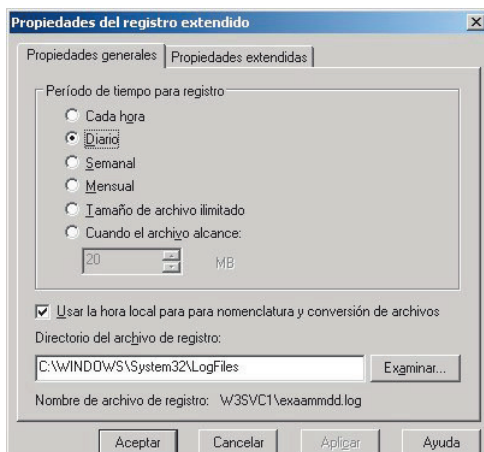 Propiedades del registro extendido
Propiedades generales
Propiedades extendidas
Período de tiempo para registro
Cada hora
Diario
Semanal
Mensual
Tamaño de archivo ilimitado
Cuando el archivo alcance:
20
MB
Usar la hora local para para nomenclatura y conversión de archivos
Directorio del archivo de registro:
C:\WINDOWS\System32\LogFiles
Examinar...
Nombre de archivo de registro: W3SVC1\exaammdd.log
Aceptar
Cancelar
Aplicar
Ayuda